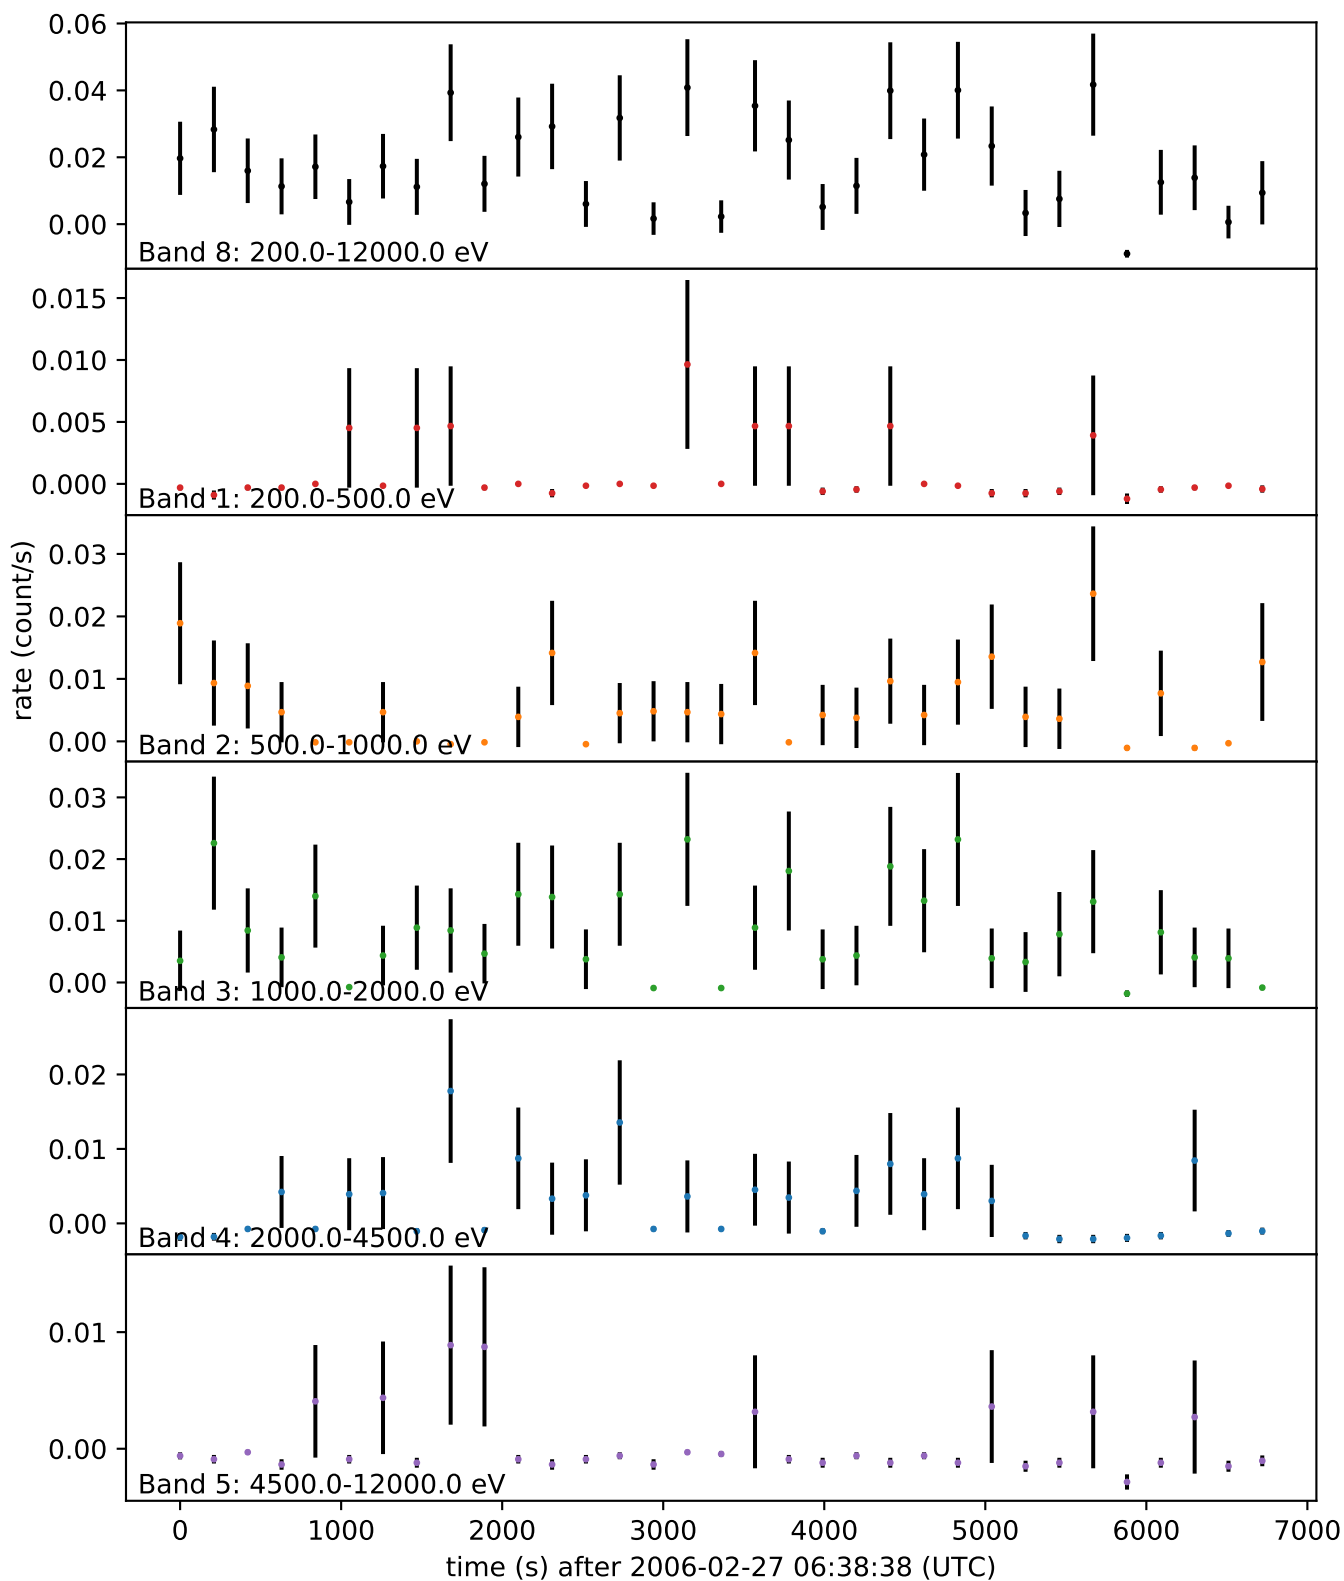 0.06
0.04
0.02
0.00
Band 8: 200.0-12000.0 eV
0.015
0.010
0.005
0.000
Band 1: 200.0-500.0 eV
rate (count/s)
0.03
0.02
0.01
0.00
Band 2: 500.0-1000.0 eV
0.03
0.02
0.01
0.00
Band 3: 1000.0-2000.0 eV
0.02
0.01
0.00
Band 4: 2000.0-4500.0 eV
0.01
0.00
Band 5: 4500.0-12000.0 eV
0 1000 2000 3000 4000 5000 6000 7000
time (s) after 2006-02-27 06:38:38 (UTC)